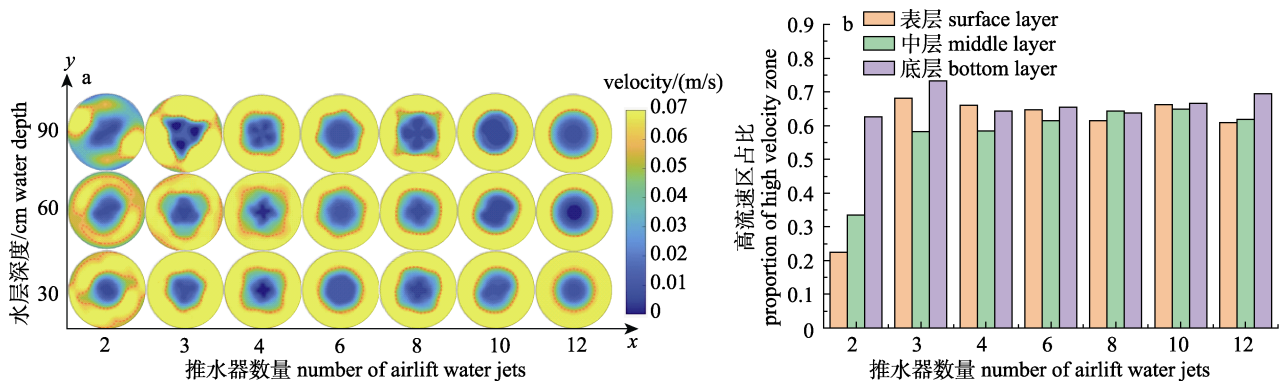 y
a
velocity/(m/s)
0.07
0.06
0.05
0.04
0.03
0.02
0.01
0
90
60
30
水层深度/cm water depth
2 3 4 6 8 10 12 x
推水器数量 number of airlift water jets
b
表层 surface layer
中层 middle layer
底层 bottom layer
0.9
0.8
0.7
0.6
0.5
0.4
0.3
0.2
0.1
0
高流速区占比
proportion of high velocity zone
2 3 4 6 8 10 12
推水器数量 number of airlift water jets